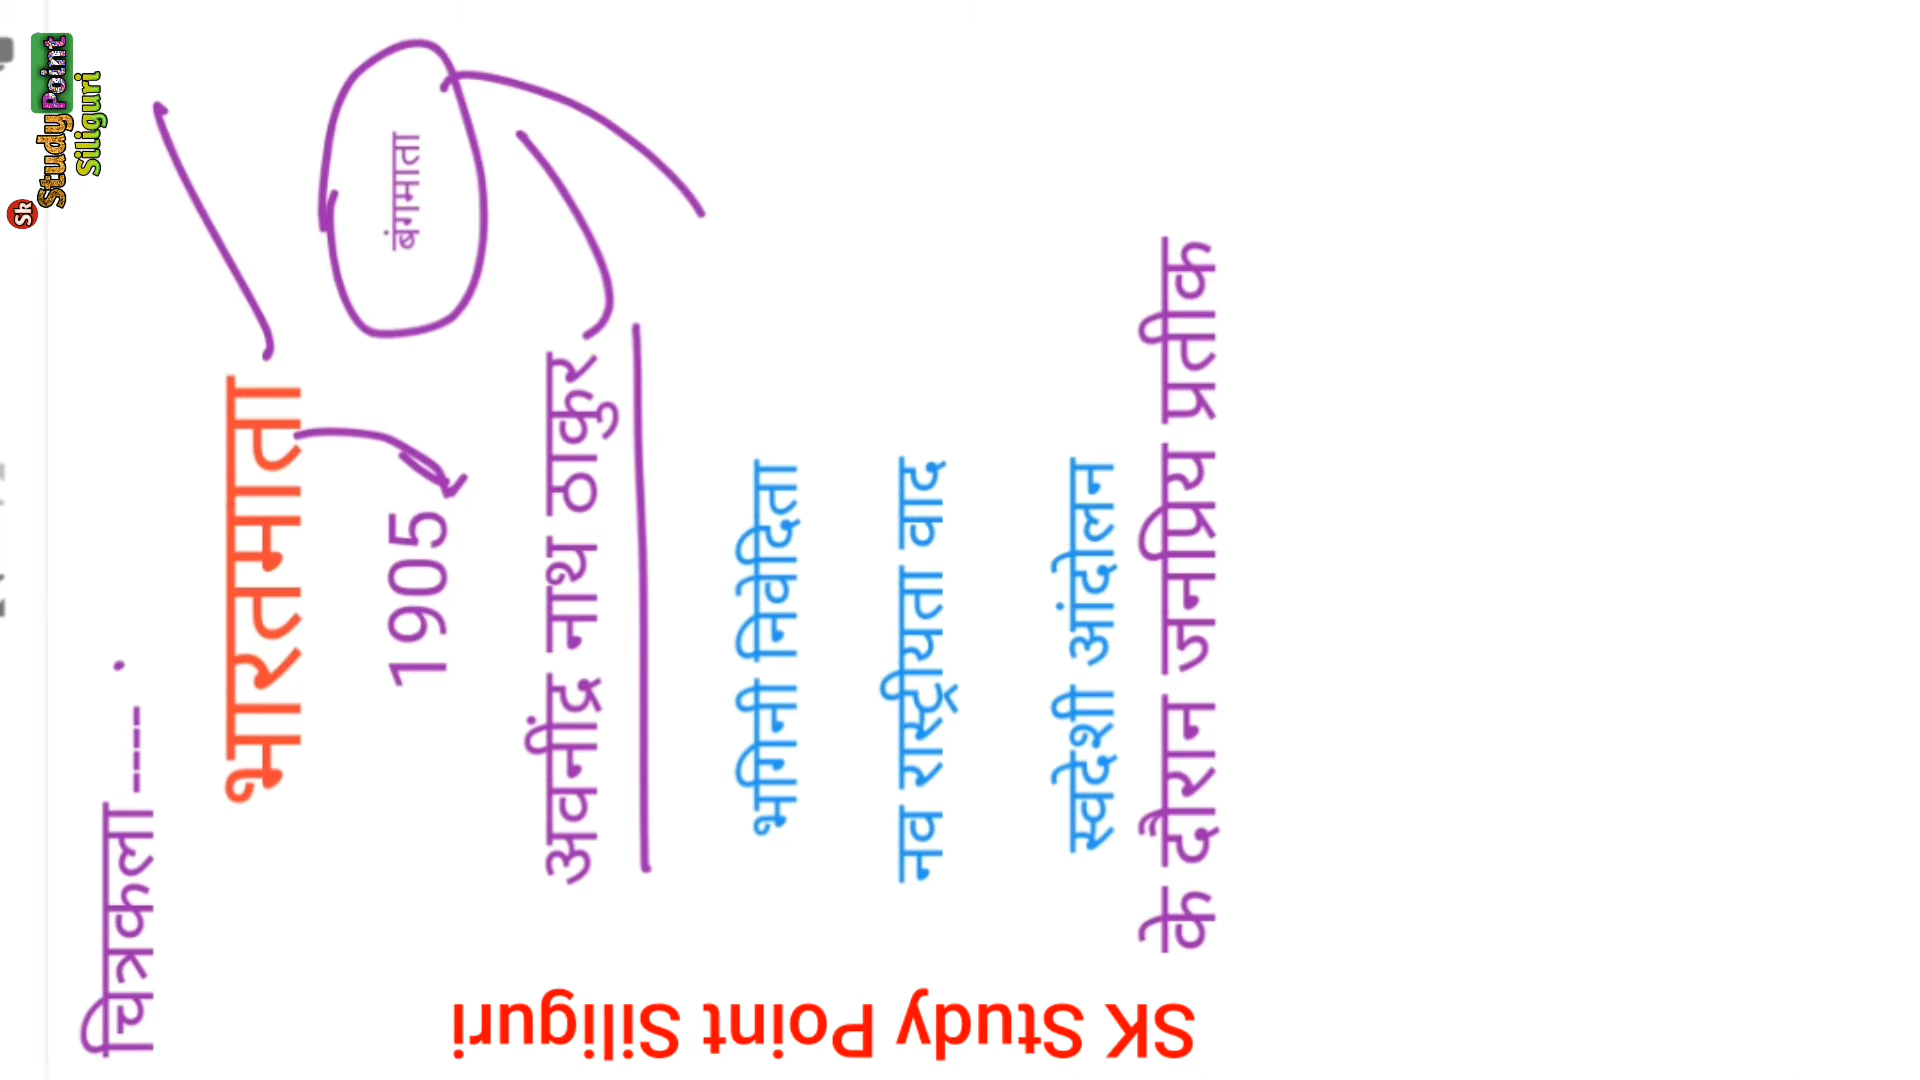 Sk Study Point
Siliguri
चित्रकला----
भारतमाता
बंगमाता
1905
अवनींद्र नाथ ठाकुर
भगिनी निवेदिता
नव राष्ट्रीयता वाद
स्वदेशी आंदोलन
के दौरान जनप्रिय प्रतीक
SK Study Point Siliguri